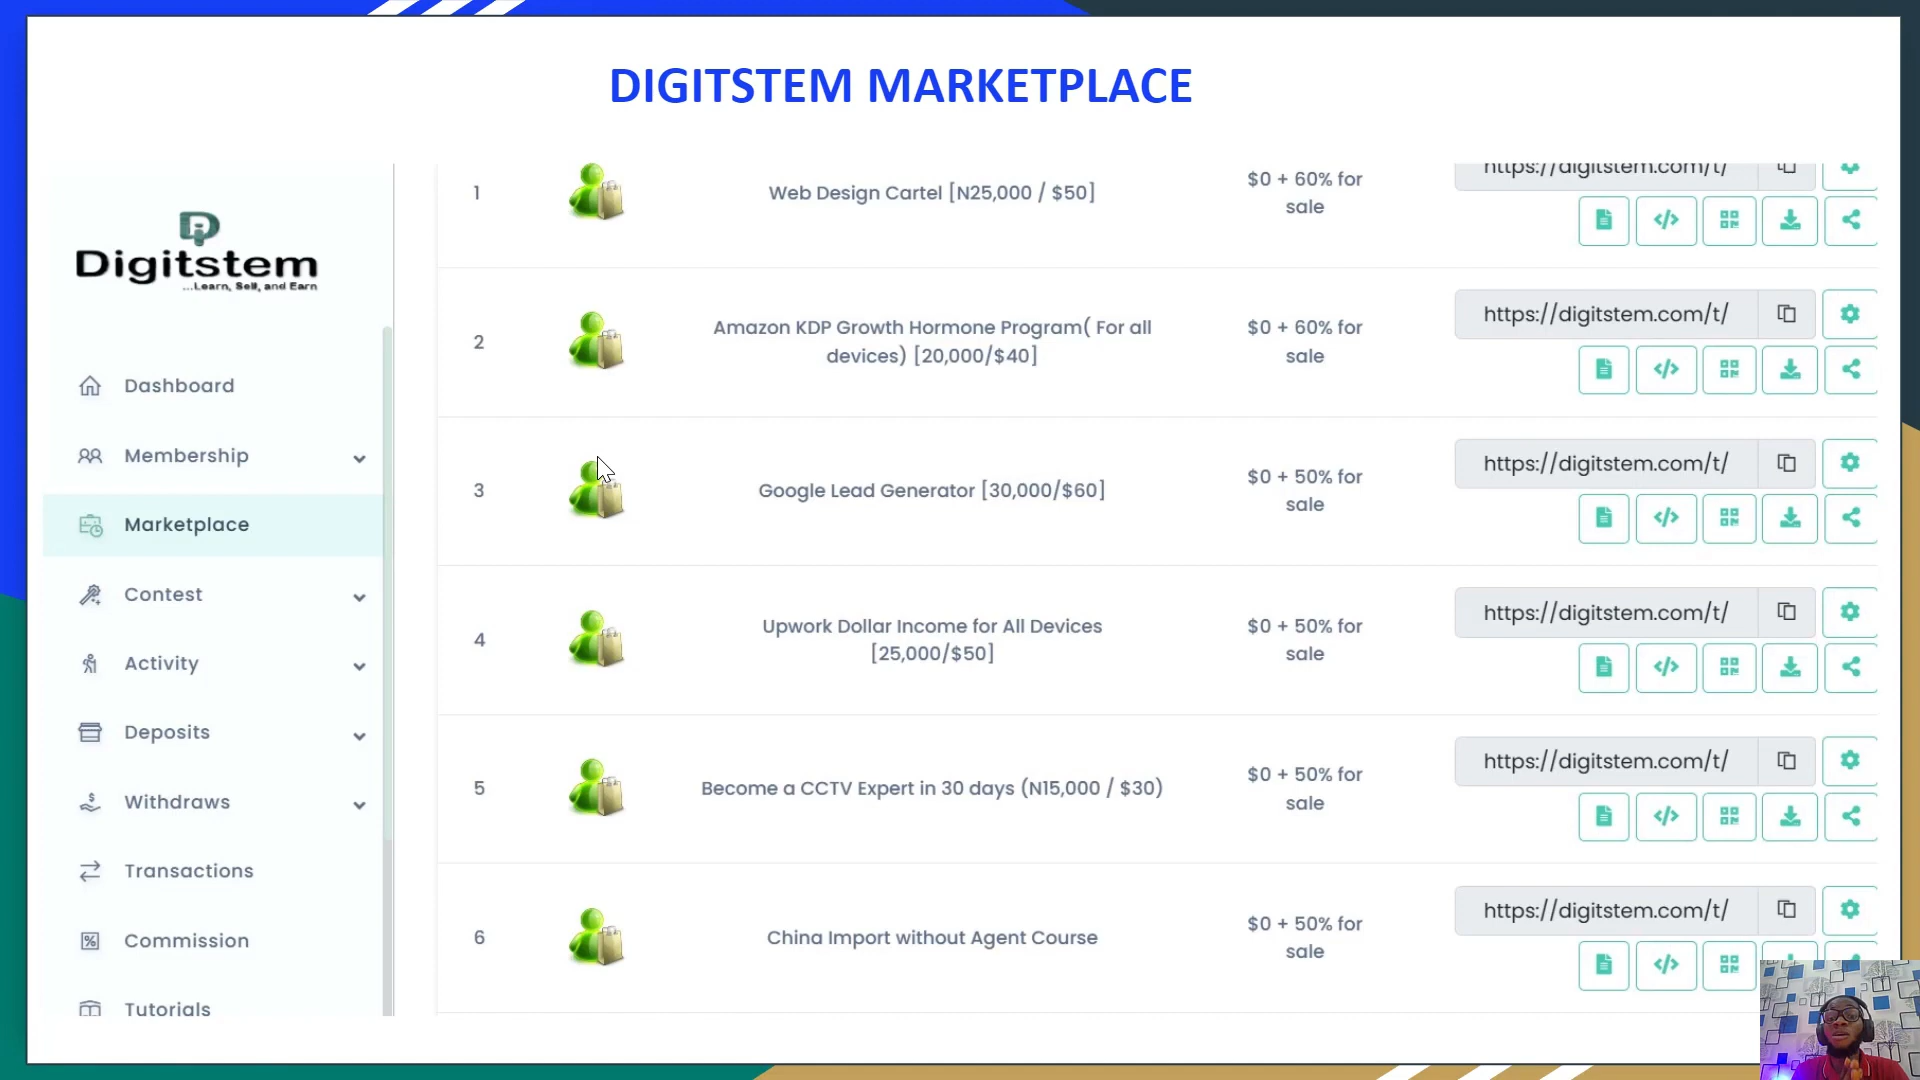 DIGITSTEM MARKETPLACE
Digitstem
...Learn, Sell, and Earn
Dashboard
Membership
Marketplace
Contest
Activity
Deposits
Withdraws
Transactions
Commission
Tutorials
1
Web Design Cartel [N25,000 / $50]
$0 + 60% for
sale
https://digitstem.com/t/
2
Amazon KDP Growth Hormone Program( For all
devices) [20,000/$40]
$0 + 60% for
sale
https://digitstem.com/t/
3
Google Lead Generator [30,000/$60]
$0 + 50% for
sale
https://digitstem.com/t/
4
Upwork Dollar Income for All Devices
[25,000/$50]
$0 + 50% for
sale
https://digitstem.com/t/
5
Become a CCTV Expert in 30 days (N15,000 / $30)
$0 + 50% for
sale
https://digitstem.com/t/
6
China Import without Agent Course
$0 + 50% for
sale
https://digitstem.com/t/